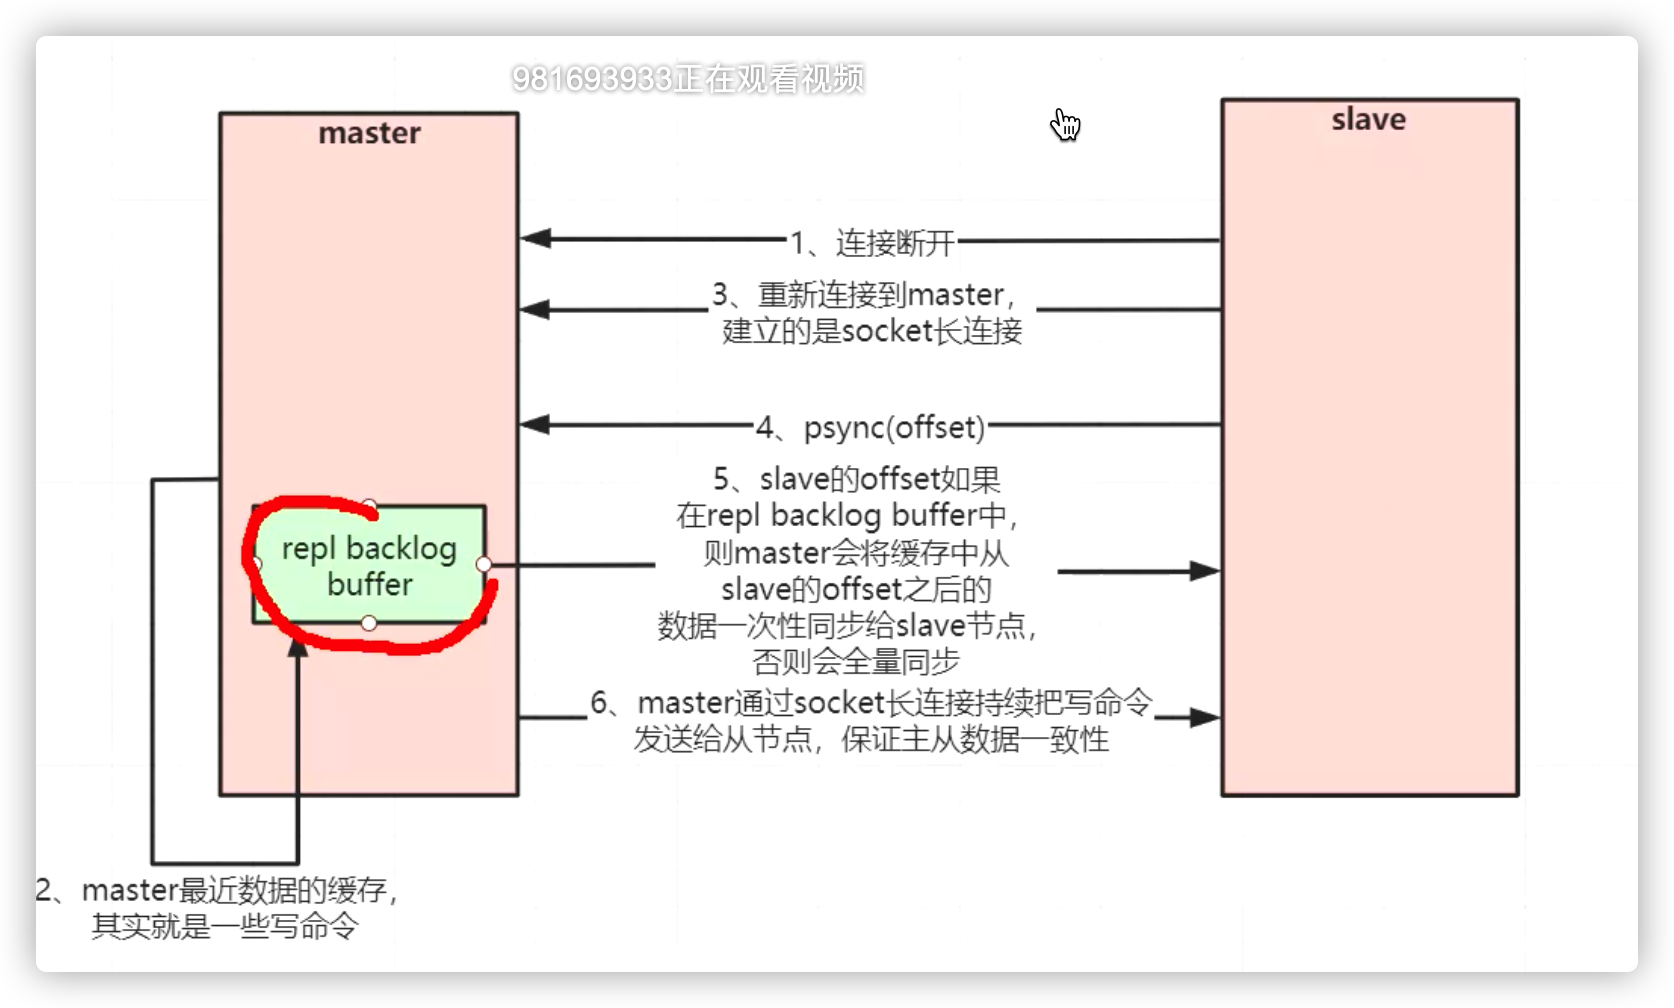 981693933正在观看视频
master
slave
1、连接断开
3、重新连接到master，
建立的是socket长连接
4、psync(offset)
5、slave的offset如果
在repl backlog buffer中，
则master会将缓存中从
slave的offset之后的
数据一次性同步给slave节点，
否则会全量同步
repl backlog
buffer
6、master通过socket长连接持续把写命令
发送给从节点，保证主从数据一致性
2、master最近数据的缓存，
其实就是一些写命令